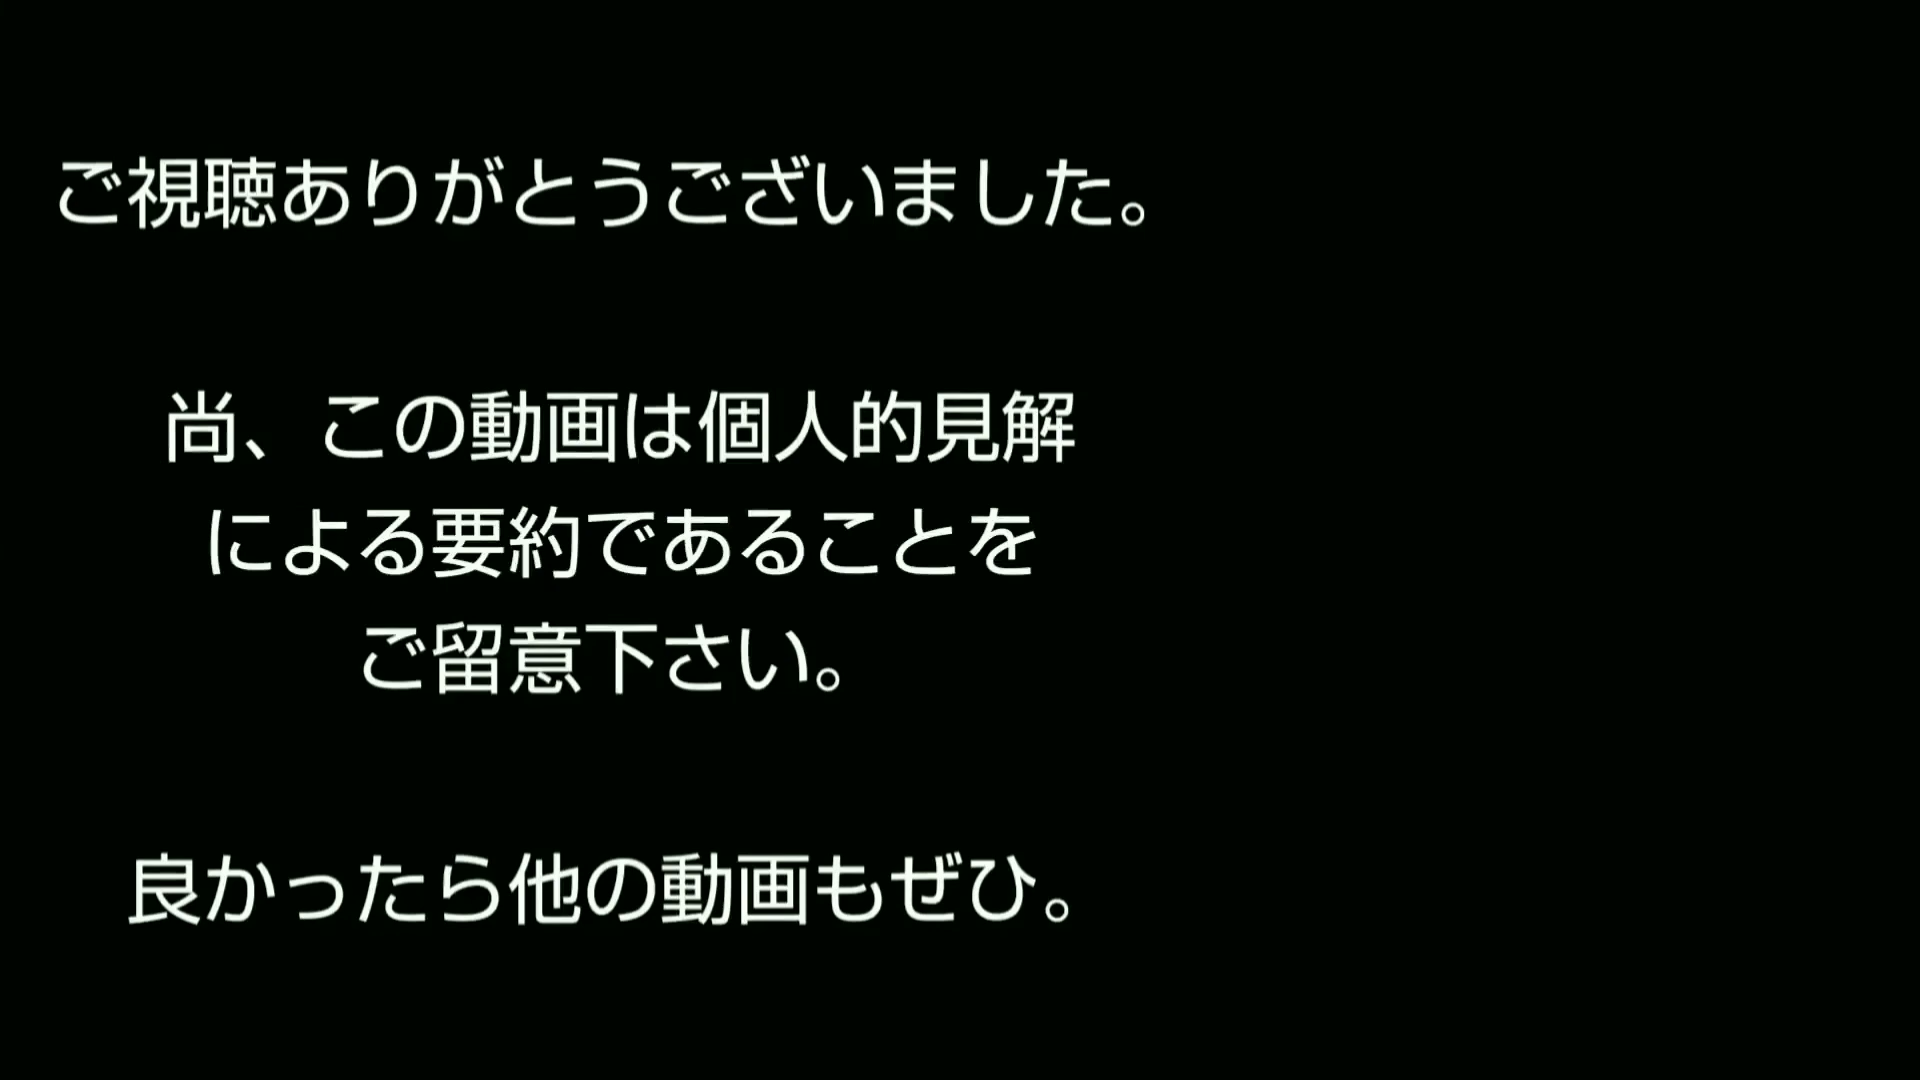 ご視聴ありがとうございました。
尚、この動画は個人的見解
による要約であることを
ご留意下さい。
良かったら他の動画もぜひ。